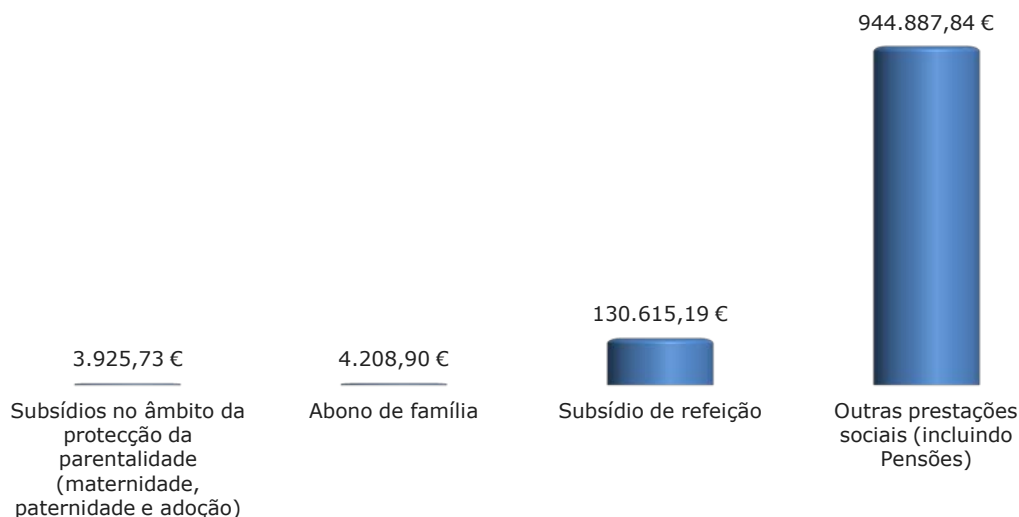 944.887,84 €
130.615,19 €
3.925,73 €
4.208,90 €
Subsídios no âmbito da
protecção da
parentalidade
(maternidade,
paternidade e adoção)
Abono de família
Subsídio de refeição
Outras prestações
sociais (incluindo
Pensões)